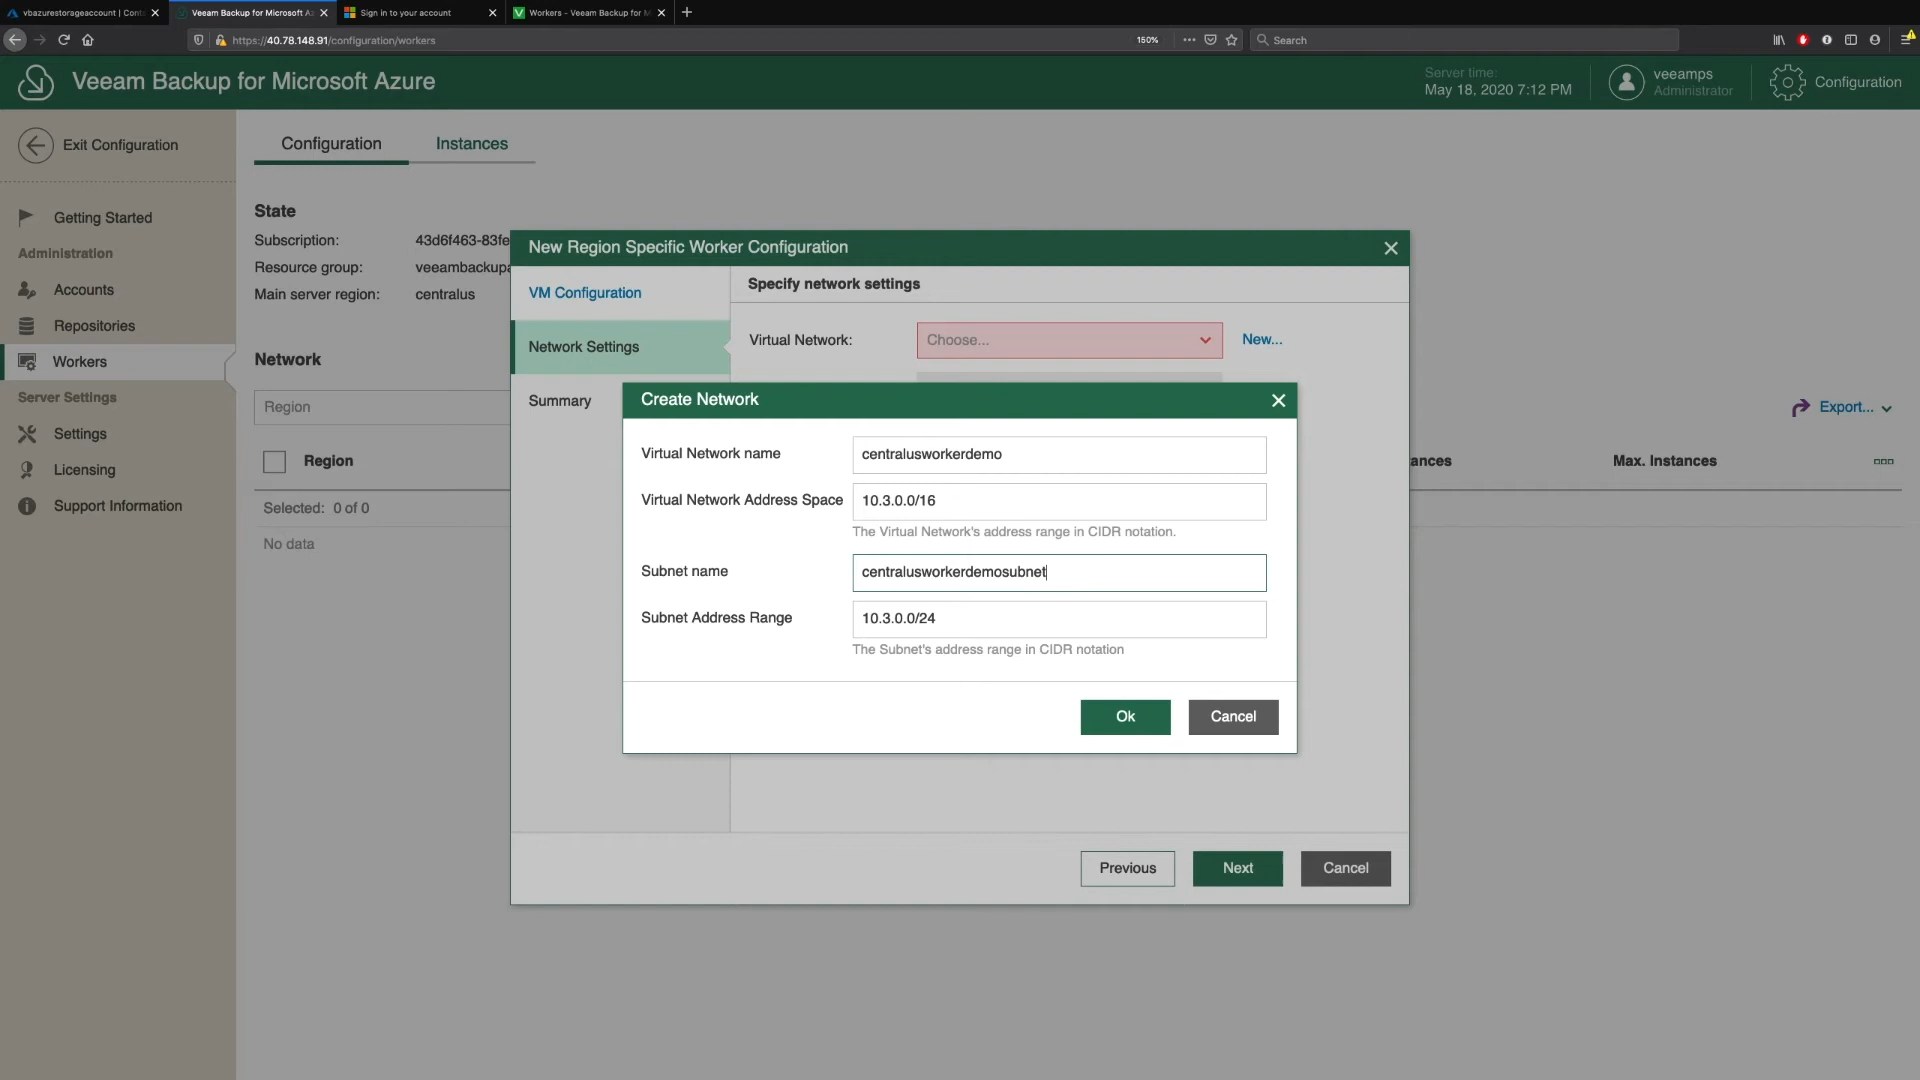 vbazurestorageaccount | Cont
Veeam Backup for Microsoft Az
Sign in to your account
Workers - Veeam Backup for M
https://40.78.148.91/configuration/workers
150%
Search
Veeam Backup for Microsoft Azure
Server time:
May 18, 2020 7:12 PM
veeamps
Administrator
Configuration
Exit Configuration
Getting Started
Administration
Accounts
Repositories
Workers
Server Settings
Settings
Licensing
Support Information
Configuration
Instances
State
Subscription: 43d6f463-83fe
Resource group: veeambackupa
Main server region: centralus
Network
Region
Export...
Region
ances
Max. Instances
Selected: 0 of 0
No data
New Region Specific Worker Configuration
VM Configuration
Network Settings
Summary
Specify network settings
Virtual Network: Choose... New...
Create Network
Virtual Network name centralusworkerdemo
Virtual Network Address Space 10.3.0.0/16
The Virtual Network's address range in CIDR notation.
Subnet name centralusworkerdemosubnet
Subnet Address Range 10.3.0.0/24
The Subnet's address range in CIDR notation
Ok Cancel
Previous Next Cancel